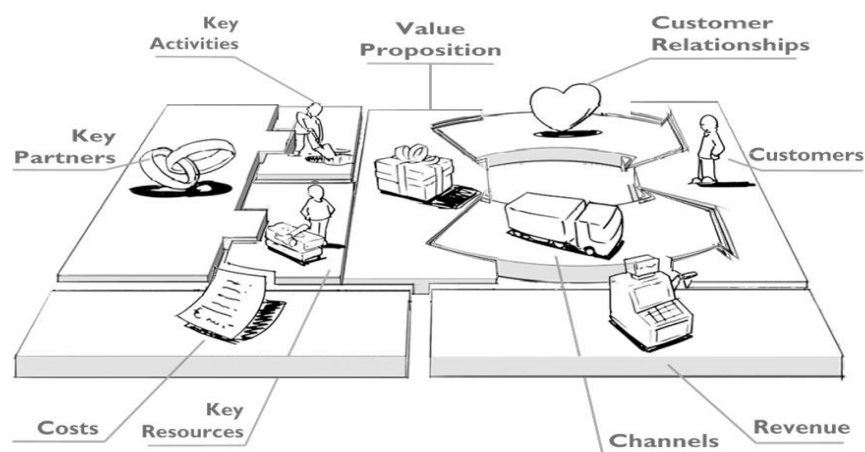 Key
Activities
Value
Proposition
Customer
Relationships
Key
Partners
Customers
Costs
Key
Resources
Channels
Revenue